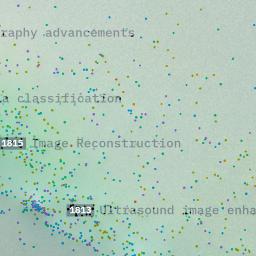 raphy advancements
a classification
1815 Image Reconstruction
1813 Ultrasound image enha